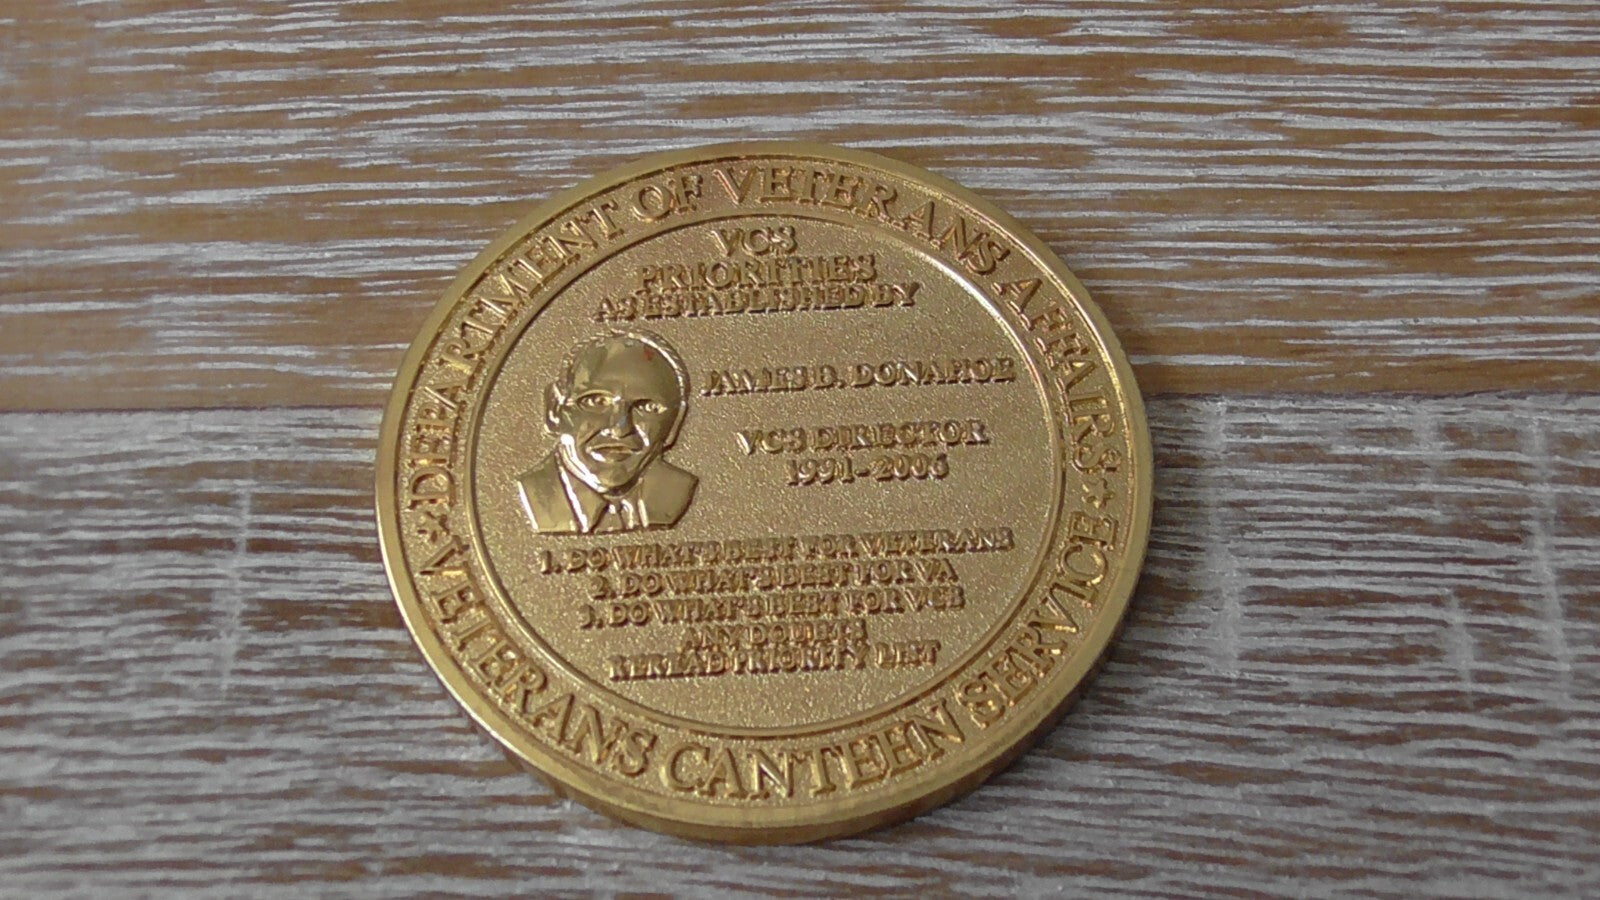 DEPARTMENT OF VETERANS AFFAIRS
VCS
PRIORITIES
AS ESTABLISHED BY
JAMES B. DONAHOE
VCS DIRECTOR
1991-2006
1. DO WHAT'S BEST FOR VETERANS
2. DO WHAT'S BEST FOR VA
3. DO WHAT'S BEST FOR VCS
ANY DOUBTS
REREAD PRIORITY LIST
VETERANS CANTEEN SERVICE